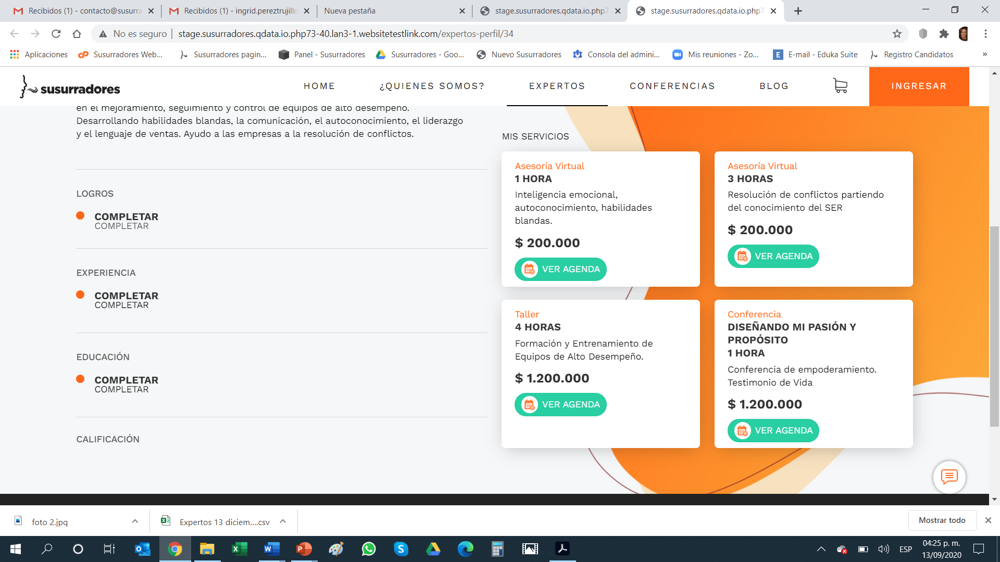 Recibidos (1) - contacto@susurra
Recibidos (1) - ingrid.pereztrujillo
Nueva pestaña
stage.susurradores.qdata.io.php7
stage.susurradores.qdata.io.php7
No es seguro
stage.susurradores.qdata.io.php73-40.lan3-1.websitetestlink.com/expertos-perfil/34
Aplicaciones
Susurradores Web...
Susurradores pagin...
Panel - Susurradores
Susurradores - Goo...
Nuevo Susurradores
Consola del admini...
Mis reuniones - Zo...
E-mail - Eduka Suite
Registro Candidatos
»
susurradores
HOME
¿QUIENES SOMOS?
EXPERTOS
CONFERENCIAS
BLOG
INGRESAR
en el mejoramiento, seguimiento y control de equipos de alto desempeño.
Desarrollando habilidades blandas, la comunicación, el autoconocimiento, el liderazgo
y el lenguaje de ventas. Ayudo a las empresas a la resolución de conflictos.
LOGROS
COMPLETAR
COMPLETAR
EXPERIENCIA
COMPLETAR
COMPLETAR
EDUCACIÓN
COMPLETAR
COMPLETAR
CALIFICACIÓN
MIS SERVICIOS
Asesoría Virtual
1 HORA
Inteligencia emocional,
autoconocimiento, habilidades
blandas.
$ 200.000
VER AGENDA
Asesoría Virtual
3 HORAS
Resolución de conflictos partiendo
del conocimiento del SER
$ 200.000
VER AGENDA
Taller
4 HORAS
Formación y Entrenamiento de
Equipos de Alto Desempeño.
$ 1.200.000
VER AGENDA
Conferencia
DISEÑANDO MI PASIÓN Y
PROPÓSITO
1 HORA
Conferencia de empoderamiento.
Testimonio de Vida
$ 1.200.000
VER AGENDA
foto 2.jpg
Expertos 13 diciem....csv
Mostrar todo
ESP
04:25 p. m.
13/09/2020